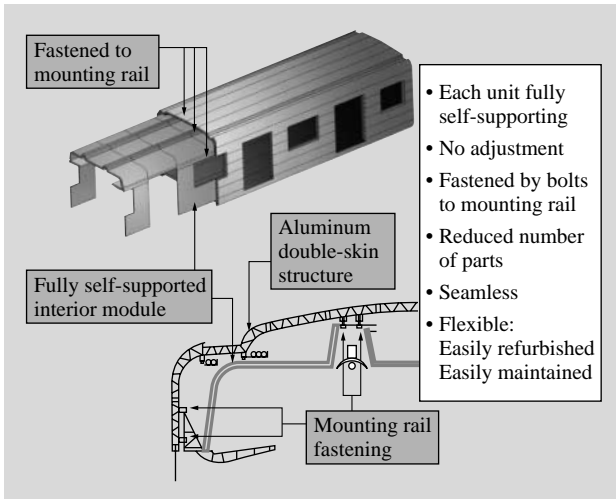 Fastened to
mounting rail
• Each unit fully
self-supporting
• No adjustment
• Fastened by bolts
to mounting rail
• Reduced number
of parts
• Seamless
• Flexible:
Easily refurbished
Easily maintained
Aluminum
double-skin
structure
Fully self-supported
interior module
Mounting rail
fastening